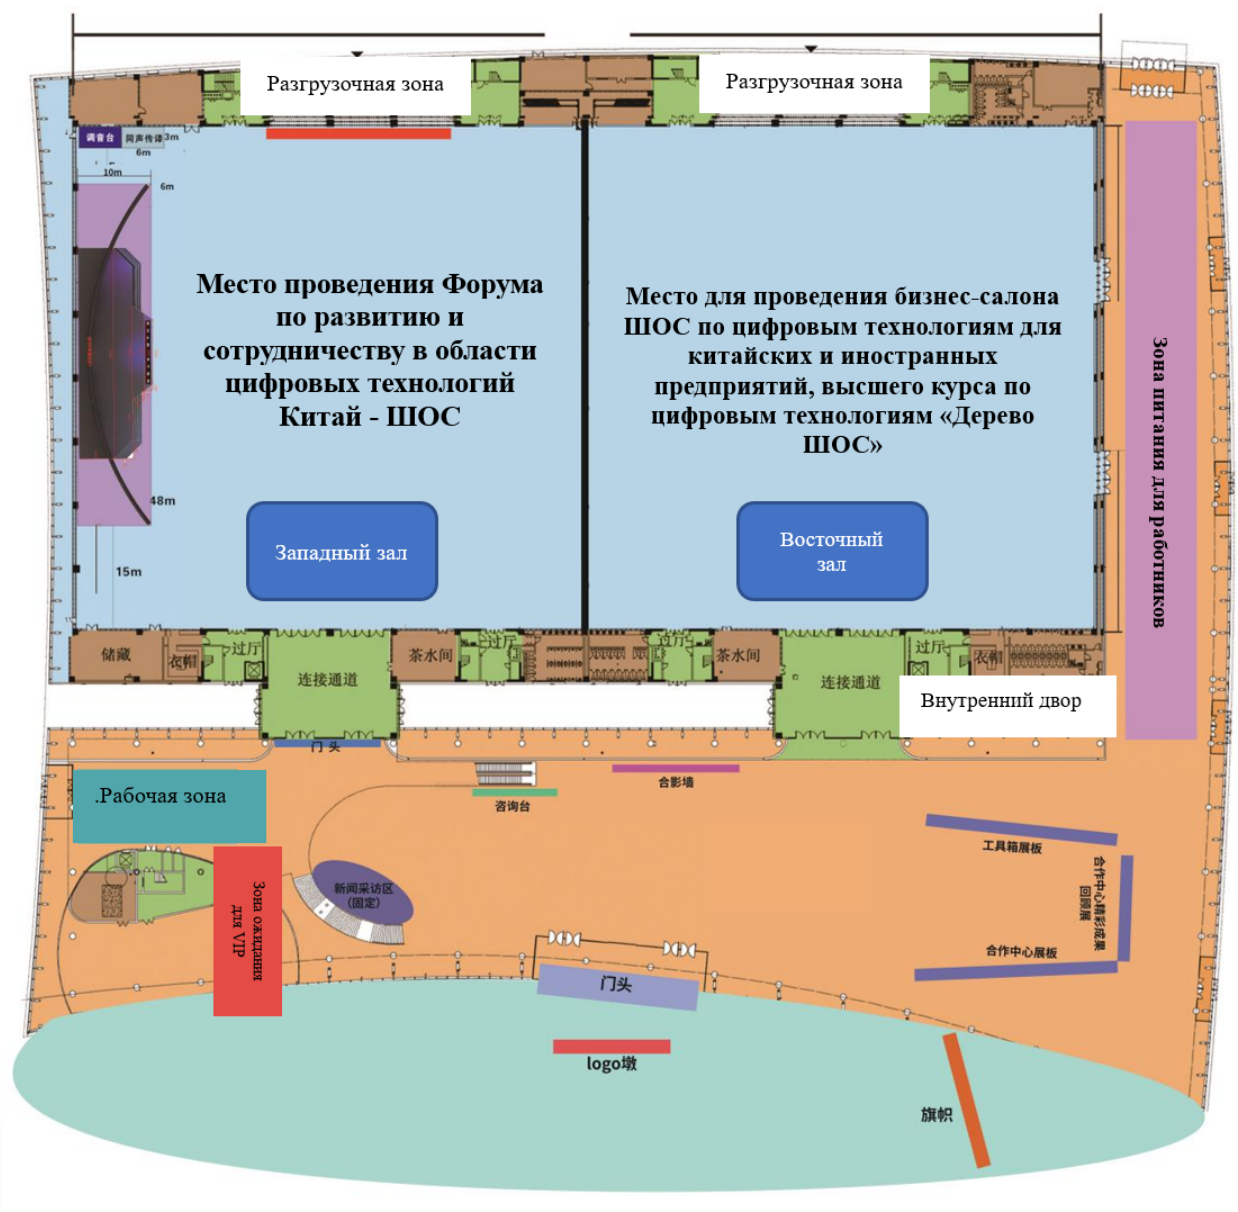 Разгрузочная зона
Разгрузочная зона
调音台
同声传译
3m
6m
10m
6m
Место проведения Форума
по развитию и
сотрудничеству в области
цифровых технологий
Китай - ШОС
Место для проведения бизнес-салона
ШОС по цифровым технологиям для
китайских и иностранных
предприятий, высшего курса по
цифровым технологиям «Дерево
ШОС»
Зона питания для работников
48m
Западный зал
Восточный
зал
15m
储藏
衣帽
过厅
连接通道
茶水间
过厅
过厅
茶水间
连接通道
过厅
衣帽
Внутренний двор
门 头
合影墙
咨询台
.Рабочая зона
工具箱展板
合作中心精彩成果
回顾展
合作中心展板
Зона ожидания
для VIP
新闻采访区
（固定）
门头
logo墩
旗帜